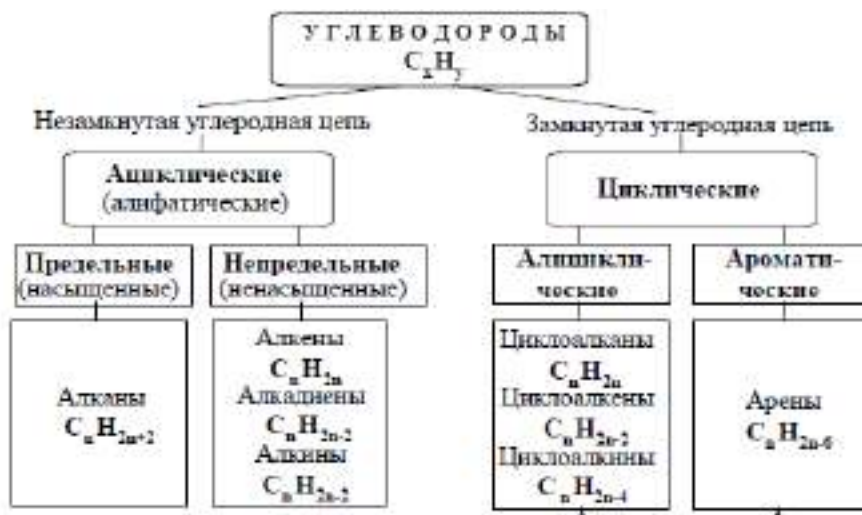 УГЛЕВОДОРОДЫ
CₓHᵧ
Незамкнутая углеродная цепь
Замкнутая углеродная цепь
Ациклические
(алифатические)
Циклические
Предельные
(насыщенные)
Непредельные
(ненасыщенные)
Алицикли-
ческие
Аромати-
ческие
Алканы
CₙH₂ₙ₊₂
Алкены
CₙH₂ₙ
Алкадиены
CₙH₂ₙ₋₂
Алкины
CₙH₂ₙ₋₂
Циклоалканы
CₙH₂ₙ
Циклоалкены
CₙH₂ₙ₋₂
Циклоалкины
CₙH₂ₙ₋₄
Арены
CₙH₂ₙ₋₆